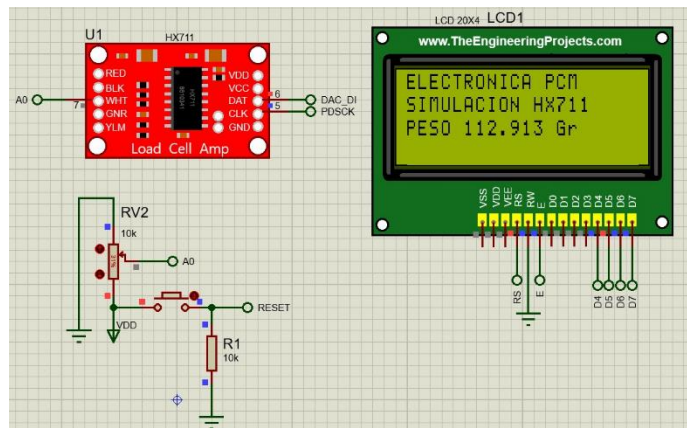 U1
HX711
RED
BLK
WHT
GNR
YLM
VDD
VCC
DAT
CLK
GND
Load Cell Amp
A0
7
6
5
DAC_DI
PDSCK
LCD 20X4 LCD1
www.TheEngineeringProjects.com
ELECTRONICA PCM
SIMULACION HX711
PESO 112.913 Gr
VSS VDD VEE RS RW E D0 D1 D2 D3 D4 D5 D6 D7
RS E D4 D5 D6 D7
RV2
10k
A0
VDD
RESET
R1
10k